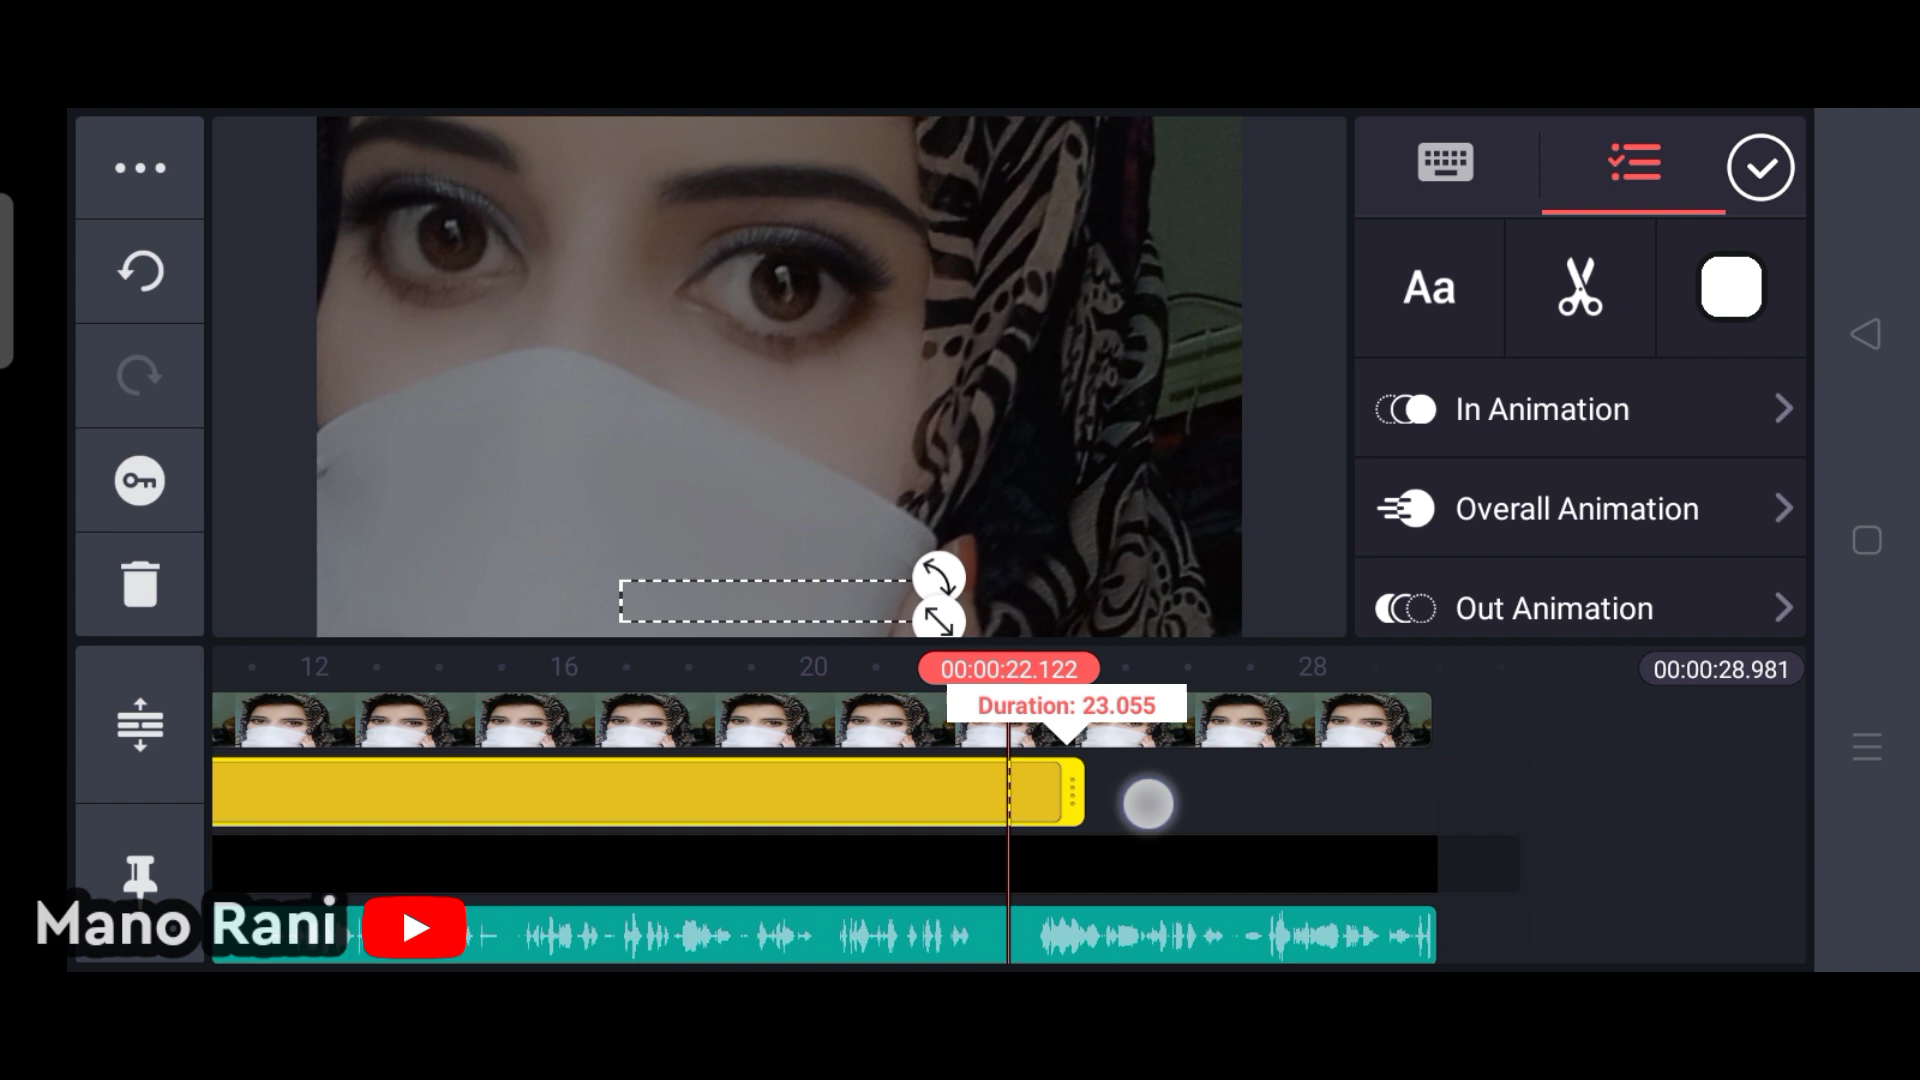 Aa
In Animation
Overall Animation
Out Animation
12
16
20
00:00:22.122
28
00:00:28.981
Duration: 23.055
Mano Rani